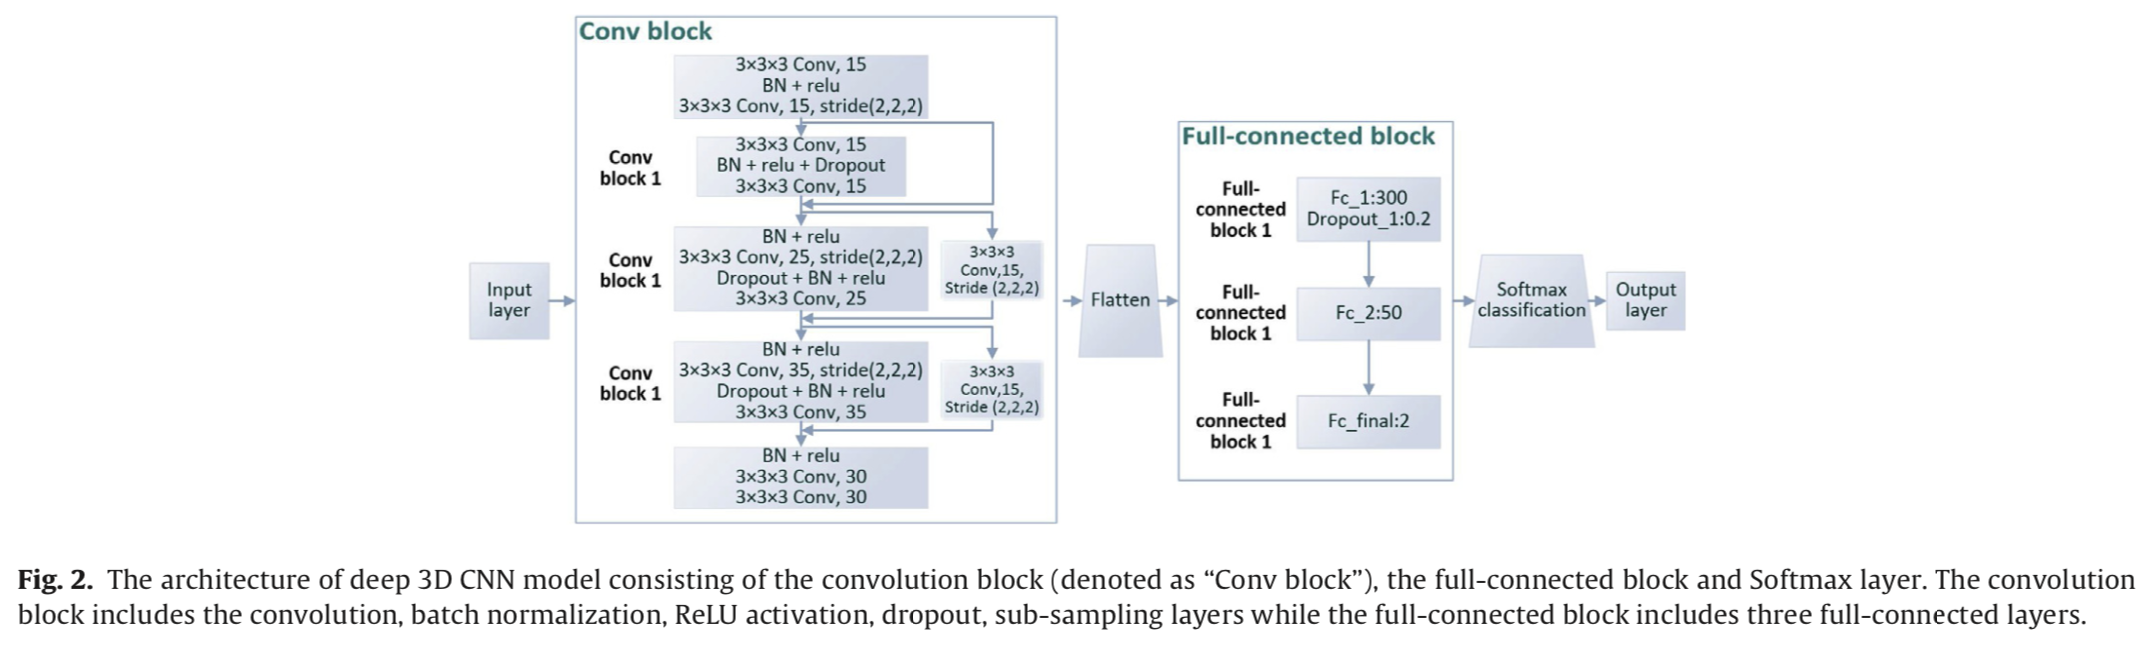 Conv block
3×3×3 Conv, 15
BN + relu
3×3×3 Conv, 15, stride(2,2,2)
Conv
block 1
3×3×3 Conv, 15
BN + relu + Dropout
3×3×3 Conv, 15
Conv
block 1
BN + relu
3×3×3 Conv, 25, stride(2,2,2)
Dropout + BN + relu
3×3×3 Conv, 25
3×3×3
Conv,15,
Stride (2,2,2)
Conv
block 1
BN + relu
3×3×3 Conv, 35, stride(2,2,2)
Dropout + BN + relu
3×3×3 Conv, 35
3×3×3
Conv,15,
Stride (2,2,2)
BN + relu
3×3×3 Conv, 30
3×3×3 Conv, 30
Input
layer
Flatten
Full-connected block
Full-
connected
block 1
Fc_1:300
Dropout_1:0.2
Full-
connected
block 1
Fc_2:50
Full-
connected
block 1
Fc_final:2
Softmax
classification
Output
layer
Fig. 2. The architecture of deep 3D CNN model consisting of the convolution block (denoted as “Conv block”), the full-connected block and Softmax layer. The convolution
block includes the convolution, batch normalization, ReLU activation, dropout, sub-sampling layers while the full-connected block includes three full-connected layers.